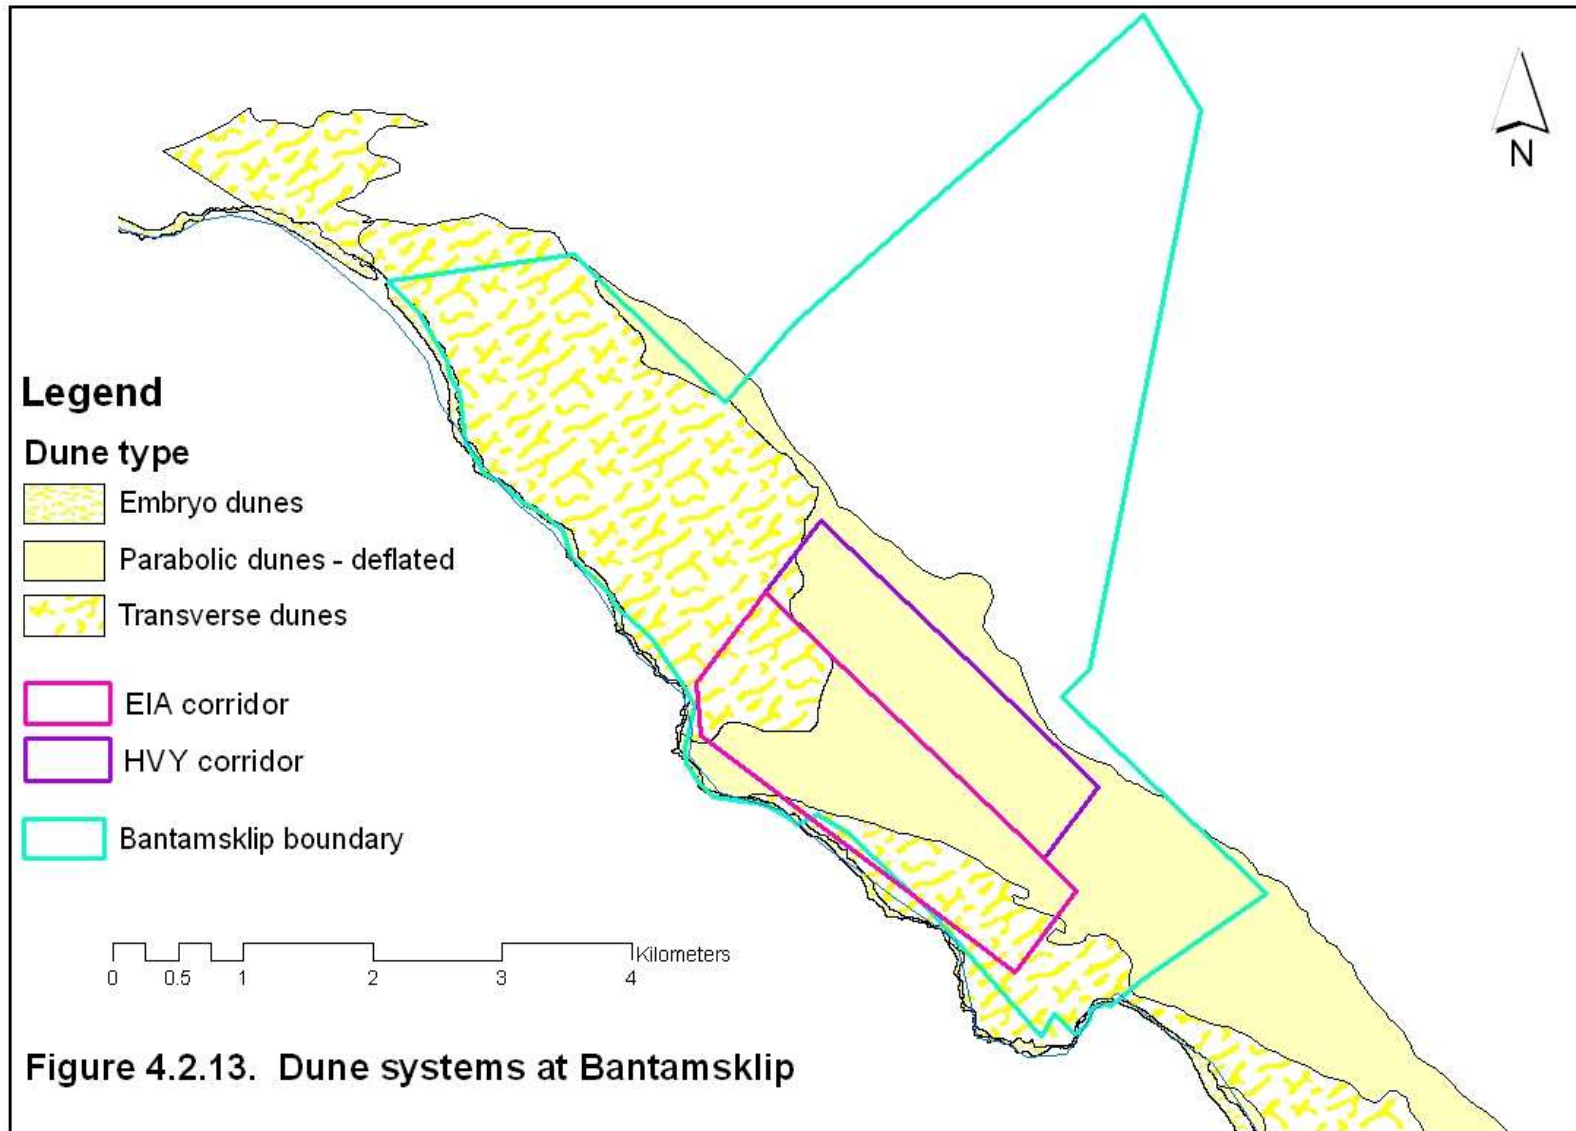 N
Legend
Dune type
Embryo dunes
Parabolic dunes - deflated
Transverse dunes
EIA corridor
HVY corridor
Bantamsklip boundary
Kilometers
0 0.5 1 2 3 4
Figure 4.2.13. Dune systems at Bantamsklip